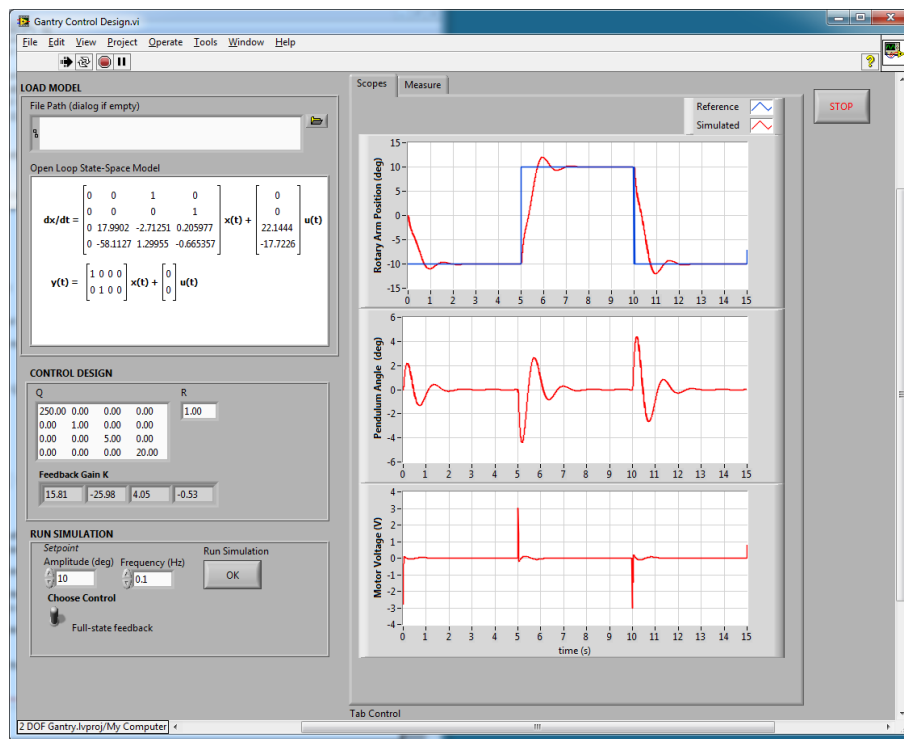 Gantry Control Design.vi
File Edit View Project Operate Tools Window Help
LOAD MODEL
File Path (dialog if empty)
Open Loop State-Space Model
dx/dt = 0 0 1 0 0
0 0 0 1 0
0 17.9902 -2.71251 0.205977 x(t) + 22.1444 u(t)
0 -58.1127 1.29955 -0.665357 -17.7226
y(t) = 1 0 0 0 x(t) + 0 u(t)
0 1 0 0 0
CONTROL DESIGN
Q R
250.00 0.00 0.00 0.00 1.00
0.00 1.00 0.00 0.00
0.00 0.00 5.00 0.00
0.00 0.00 0.00 20.00
Feedback Gain K
15.81 -25.98 4.05 -0.53
RUN SIMULATION
Setpoint
Amplitude (deg) Frequency (Hz) Run Simulation
10 0.1 OK
Choose Control
Full-state feedback
Scopes Measure
Reference
Simulated
Rotary Arm Position (deg)
15
10
5
0
-5
-10
-15
0 1 2 3 4 5 6 7 8 9 10 11 12 13 14 15
Pendulum Angle (deg)
6
4
2
0
-2
-4
-6
0 1 2 3 4 5 6 7 8 9 10 11 12 13 14 15
Motor Voltage (V)
4
3
2
1
0
-1
-2
-3
-4
0 1 2 3 4 5 6 7 8 9 10 11 12 13 14 15
time (s)
STOP
Tab Control
2 DOF Gantry.lvproj/My Computer